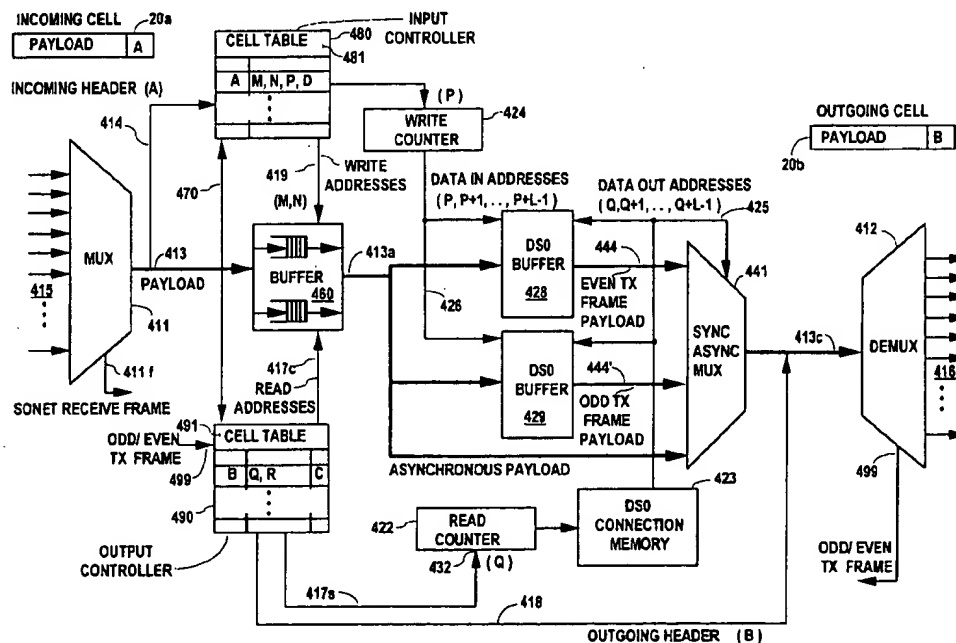 INCOMING CELL
20a
PAYLOAD A
INCOMING HEADER (A)
414
INPUT CONTROLLER
CELL TABLE
480
481
A M, N, P, D
(P)
WRITE COUNTER
424
OUTGOING CELL
PAYLOAD B
20b
470
419
WRITE ADDRESSES
(M,N)
DATA IN ADDRESSES
(P, P+1, . . , P+L-1)
DATA OUT ADDRESSES
(Q,Q+1, . . , Q+L-1)
425
MUX
415
411
411 f
SONET RECEIVE FRAME
413
PAYLOAD
BUFFER
460
413a
426
DS0 BUFFER
428
444
EVEN TX FRAME PAYLOAD
DS0 BUFFER
429
444'
ODD TX FRAME PAYLOAD
441
SYNC ASYNC MUX
412
413c
DEMUX
416
499
417c
READ ADDRESSES
491
CELL TABLE
ODD/ EVEN TX FRAME
499
B Q, R C
490
OUTPUT CONTROLLER
ASYNCHRONOUS PAYLOAD
422
READ COUNTER
432
(Q)
423
DS0 CONNECTION MEMORY
ODD/ EVEN TX FRAME
417s
418
OUTGOING HEADER (B)